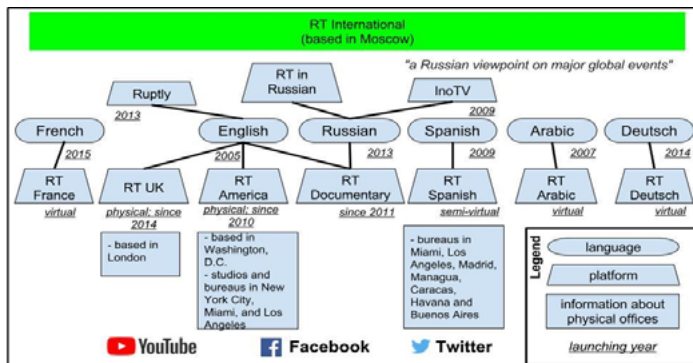 RT International
(based in Moscow)
"a Russian viewpoint on major global events"
RT in
Russian
Ruptly
InoTV
2013
2009
French
English
Russian
Spanish
Arabic
Deutsch
2015
2005
2013
2009
2007
2014
RT
France
RT UK
RT
America
RT
Documentary
RT
Spanish
RT
Arabic
RT
Deutsch
virtual
physical; since
2014
physical; since
2010
since 2011
semi-virtual
virtual
virtual
- based in
London
- based in
Washington,
D.C.
- studios and
bureaus in New
York City,
Miami, and Los
Angeles
- bureaus in
Miami, Los
Angeles, Madrid,
Managua,
Caracas,
Havana and
Buenos Aires
Legend
language
platform
information about
physical offices
launching year
YouTube
Facebook
Twitter